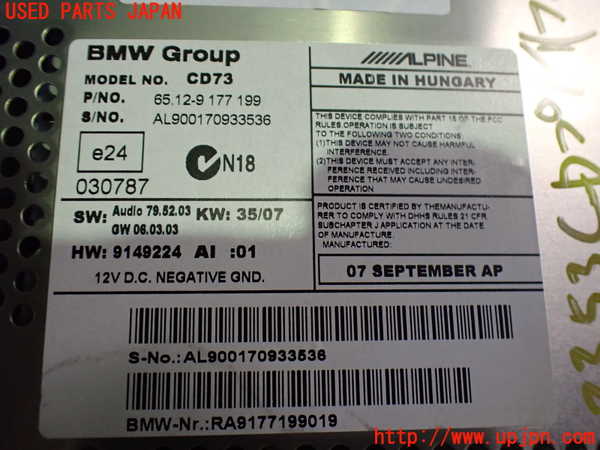 USED PARTS JAPAN
BMW Group
MODEL NO. CD73
P/NO. 65.12-9 177 199
S/NO. AL900170933536
e24
N18
030787
SW: Audio 79.52.03 KW: 35/07
GW 06.03.03
HW: 9149224 AI :01
12V D.C. NEGATIVE GND.
ALPINE
MADE IN HUNGARY
THIS DEVICE COMPLIES WITH PART 15 OF THE FCC
RULES.OPERATION IS SUBJECT
TO THE FOLLOWING TWO CONDITIONS:
(1)THIS DEVICE MAY NOT CAUSE HARMFUL
INTERFERENCE.
(2)THIS DEVICE MUST ACCEPT ANY INTER-
FERENCE RECEIVED INCLUDING INTER-
FERENCE THAT MAY CAUSE UNDESIRED
OPERATION
PRODUCT IS CERTIFIED BY THEMANUFACTU-
RER TO COMPLY WITH DHHS RULES 21 CFR.
SUBCHAPTER J APPLICATION AT THE DATE
OF MANUFACTURE.
MANUFACTURED:
07 SEPTEMBER AP
S-No.:AL900170933536
BMW-Nr.:RA9177199019
https://www.upjpn.com/